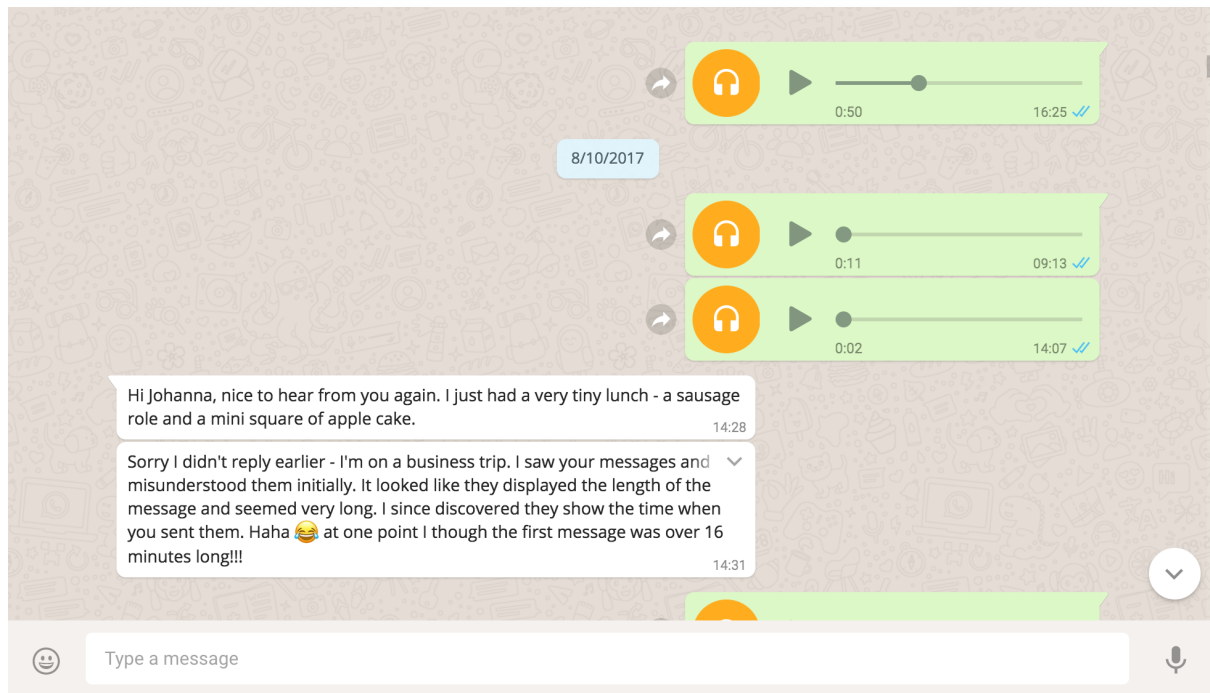 0:50 16:25
8/10/2017
0:11 09:13
0:02 14:07
Hi Johanna, nice to hear from you again. I just had a very tiny lunch - a sausage
role and a mini square of apple cake.
14:28
Sorry I didn't reply earlier - I'm on a business trip. I saw your messages and
misunderstood them initially. It looked like they displayed the length of the
message and seemed very long. I since discovered they show the time when
you sent them. Haha 😂 at one point I though the first message was over 16
minutes long!!!
14:31
Type a message